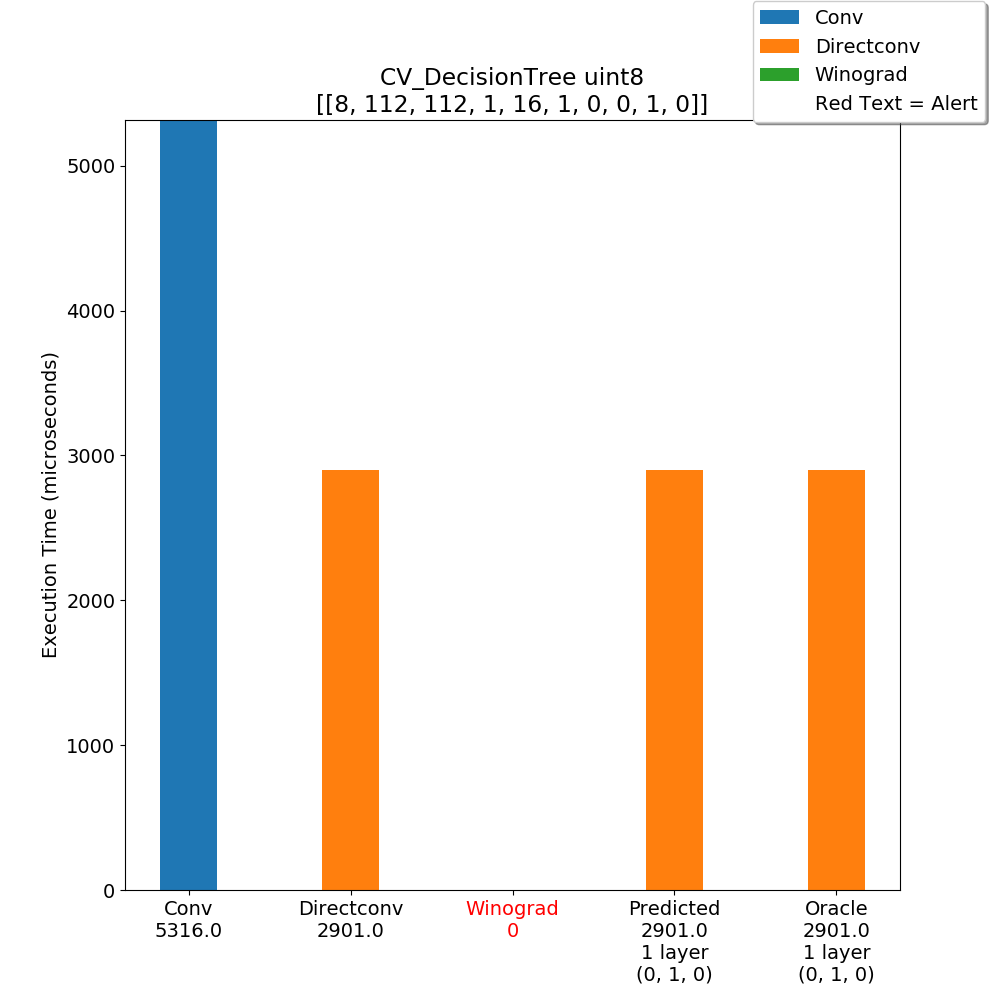 Conv
Directconv
Winograd
Red Text = Alert
CV_DecisionTree uint8
[[8, 112, 112, 1, 16, 1, 0, 0, 1, 0]]
Execution Time (microseconds)
5000
4000
3000
2000
1000
0
Conv Directconv Winograd Predicted Oracle
5316.0 2901.0 0 2901.0 2901.0
1 layer 1 layer
(0, 1, 0) (0, 1, 0)